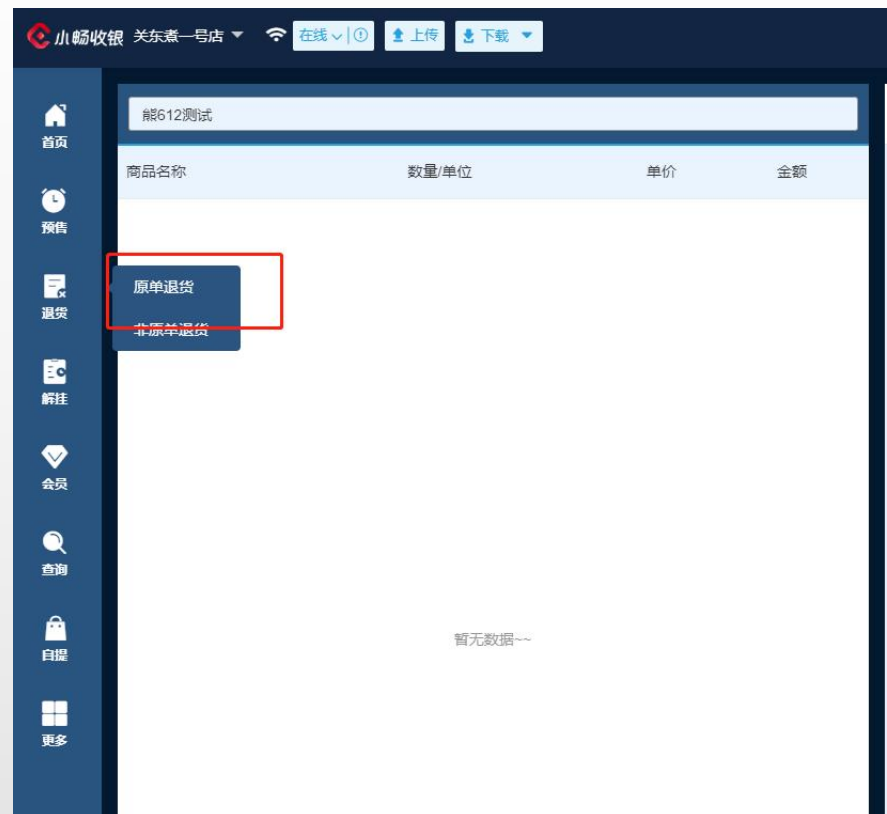 小畅收银 关东煮一号店 在线 上传 下载
熊612测试
商品名称 数量/单位 单价 金额
首页
预售
退货
原单退货
非原单退货
解挂
会员
查询
自提
暂无数据~~
更多